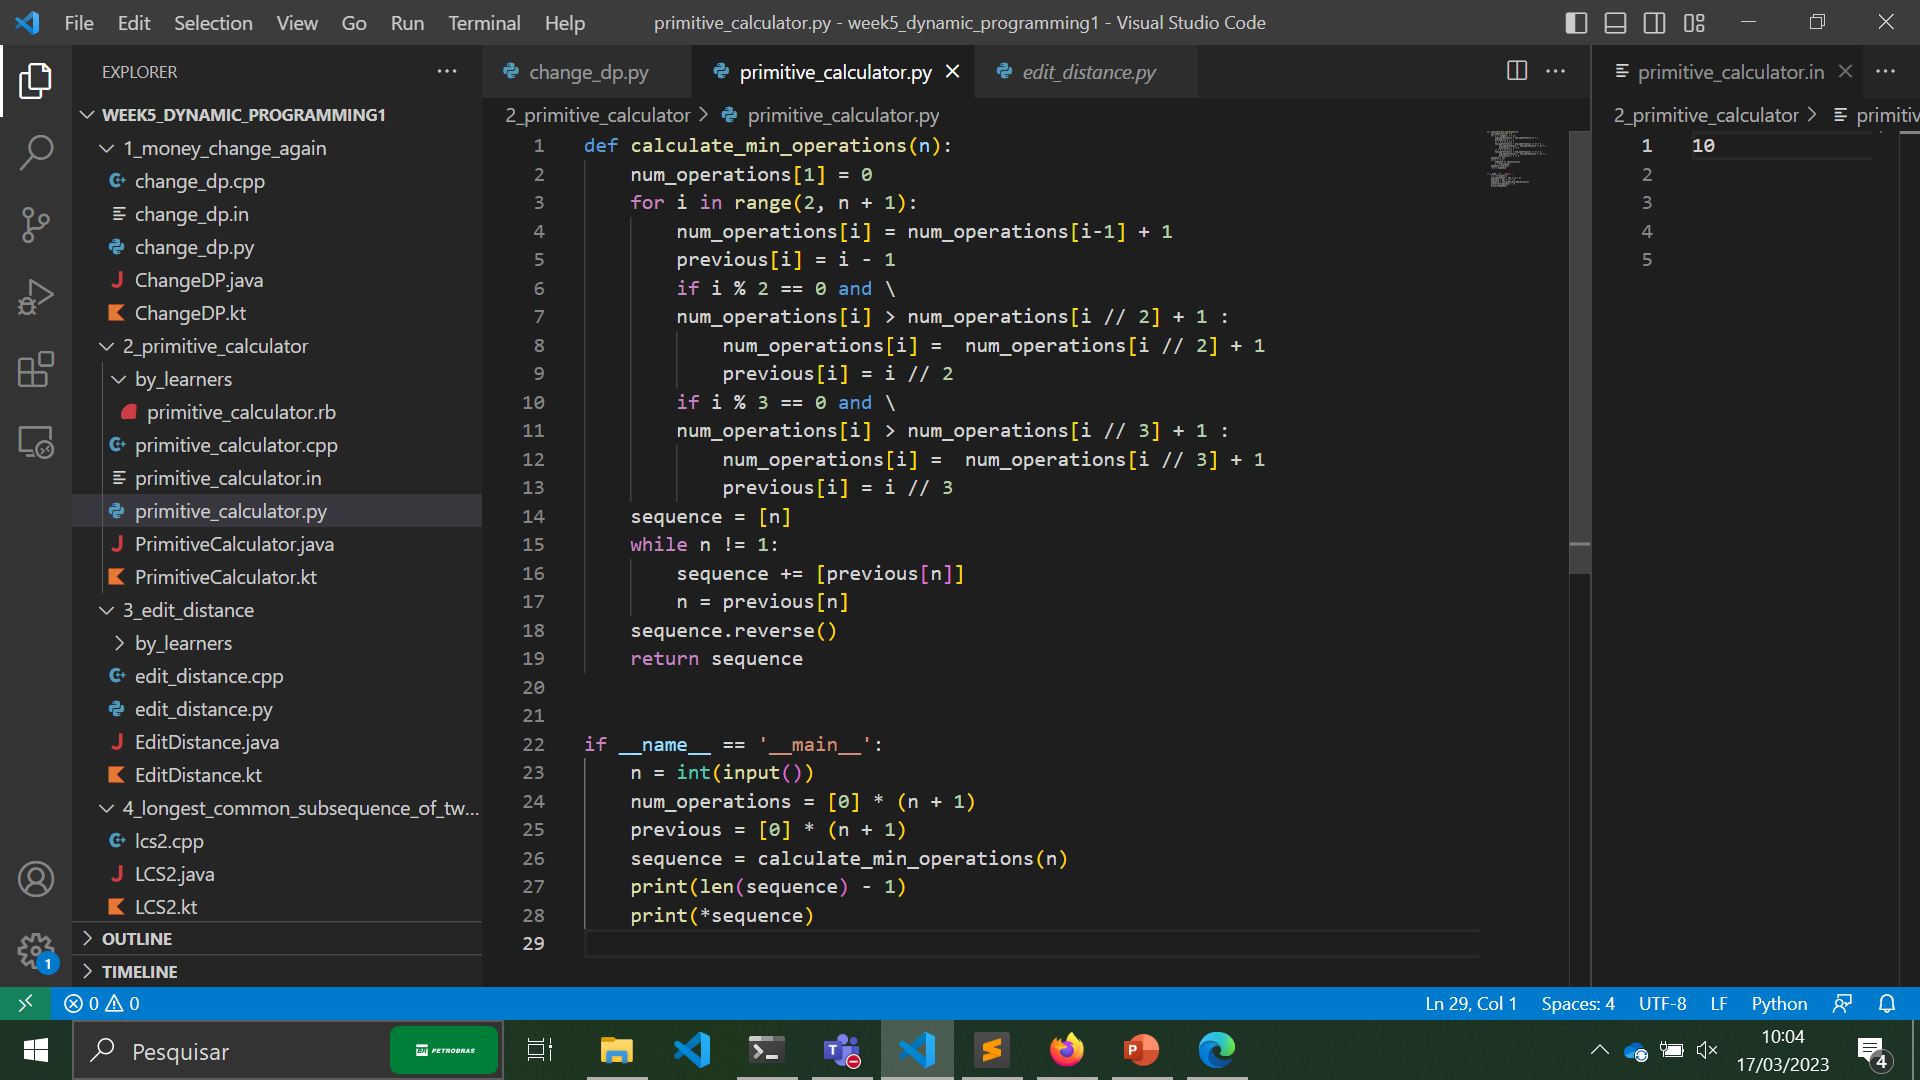 File Edit Selection View Go Run Terminal Help primitive_calculator.py - week5_dynamic_programming1 - Visual Studio Code
EXPLORER
WEEK5_DYNAMIC_PROGRAMMING1
1_money_change_again
change_dp.cpp
change_dp.in
change_dp.py
ChangeDP.java
ChangeDP.kt
2_primitive_calculator
by_learners
primitive_calculator.rb
primitive_calculator.cpp
primitive_calculator.in
primitive_calculator.py
PrimitiveCalculator.java
PrimitiveCalculator.kt
3_edit_distance
by_learners
edit_distance.cpp
edit_distance.py
EditDistance.java
EditDistance.kt
4_longest_common_subsequence_of_tw...
lcs2.cpp
LCS2.java
LCS2.kt
OUTLINE
TIMELINE
change_dp.py primitive_calculator.py edit_distance.py
2_primitive_calculator > primitive_calculator.py
1 def calculate_min_operations(n):
2 num_operations[1] = 0
3 for i in range(2, n + 1):
4 num_operations[i] = num_operations[i-1] + 1
5 previous[i] = i - 1
6 if i % 2 == 0 and \
7 num_operations[i] > num_operations[i // 2] + 1 :
8 num_operations[i] =  num_operations[i // 2] + 1
9 previous[i] = i // 2
10 if i % 3 == 0 and \
11 num_operations[i] > num_operations[i // 3] + 1 :
12 num_operations[i] =  num_operations[i // 3] + 1
13 previous[i] = i // 3
14 sequence = [n]
15 while n != 1:
16 sequence += [previous[n]]
17 n = previous[n]
18 sequence.reverse()
19 return sequence
20
21
22 if __name__ == '__main__':
23 n = int(input())
24 num_operations = [0] * (n + 1)
25 previous = [0] * (n + 1)
26 sequence = calculate_min_operations(n)
27 print(len(sequence) - 1)
28 print(*sequence)
29
primitive_calculator.in
2_primitive_calculator > primitiv
1 10
2
3
4
5
1
0 0 Ln 29, Col 1 Spaces: 4 UTF-8 LF Python
Pesquisar
BR PETROBRAS
10:04
17/03/2023
4